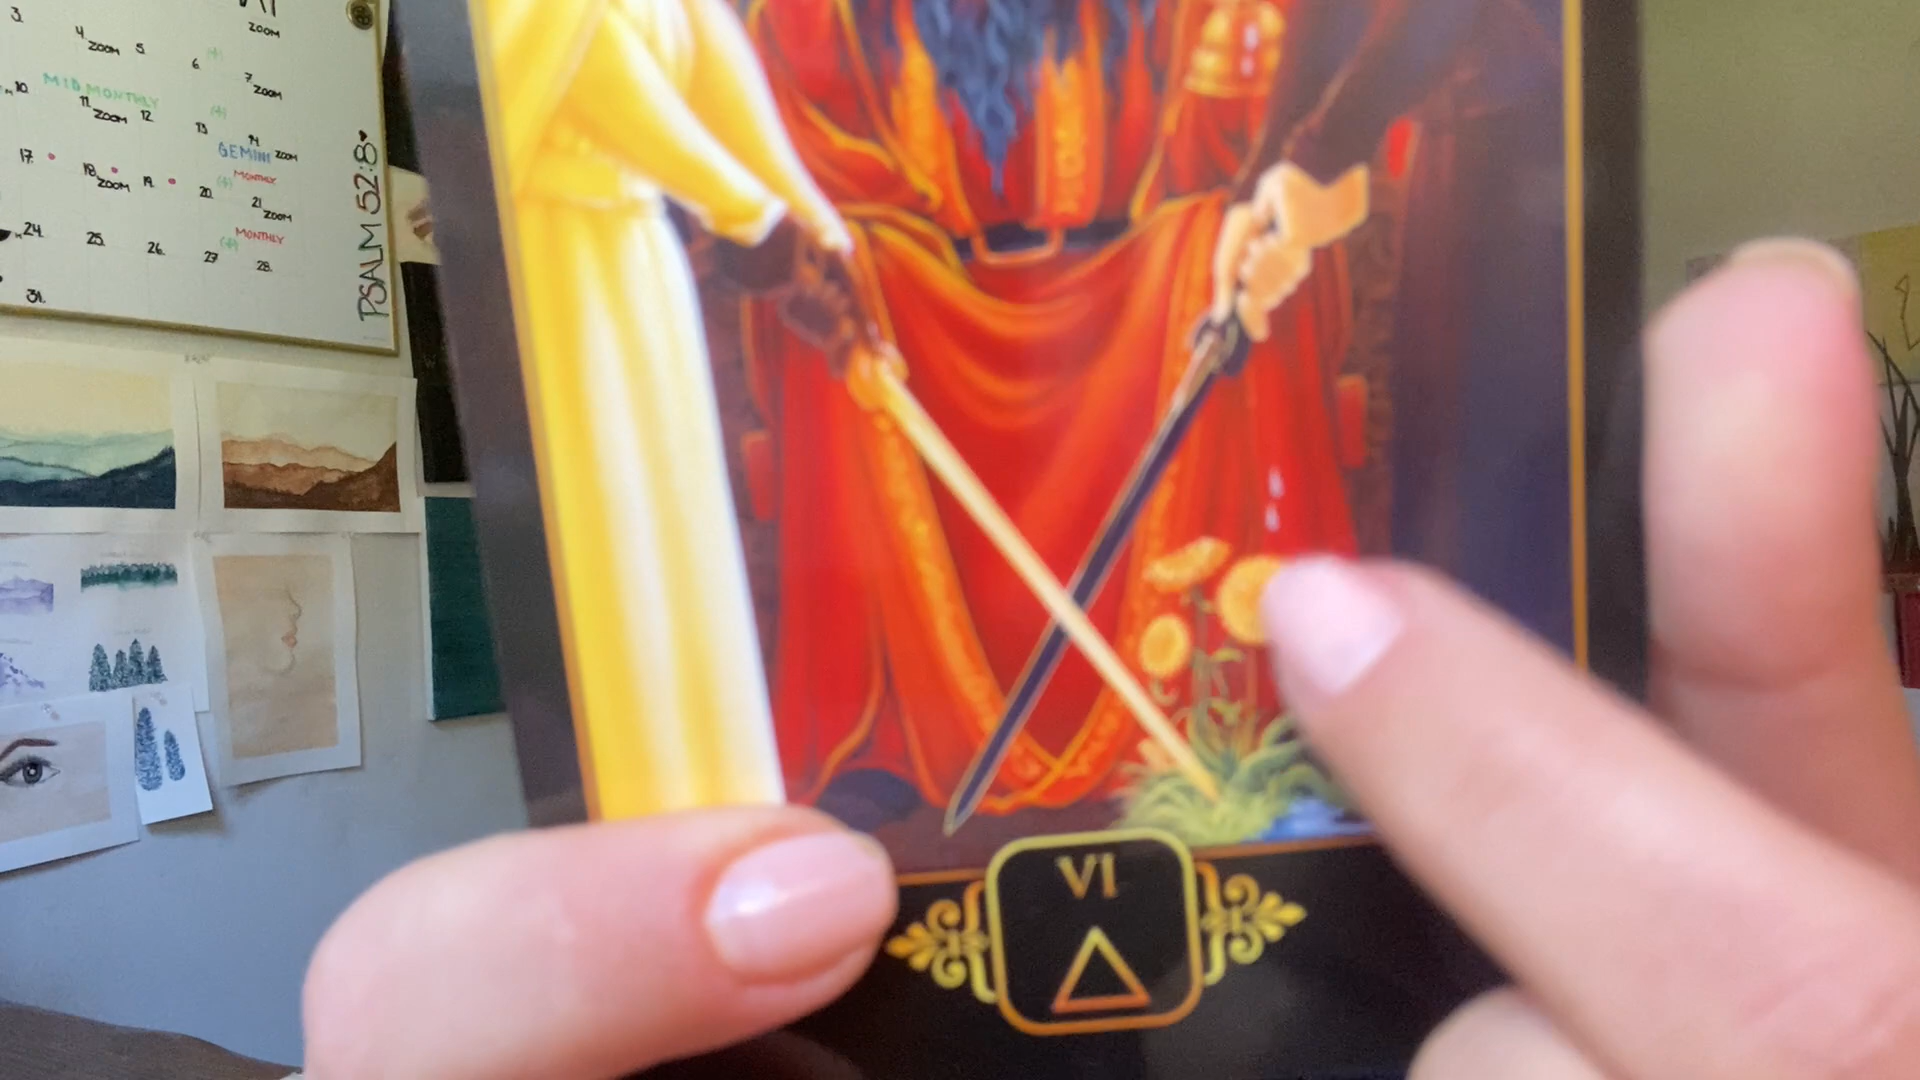 3.
ZOOM
4.
ZOOM
5.
6.
7.
ZOOM
10.
MID MONTHLY
11.
ZOOM
12.
13.
14.
GEMINI
ZOOM
17.
18.
ZOOM
19.
20.
MONTHLY
21.
ZOOM
24.
25.
26.
27.
MONTHLY
28.
31.
PSALM 52:8
VI